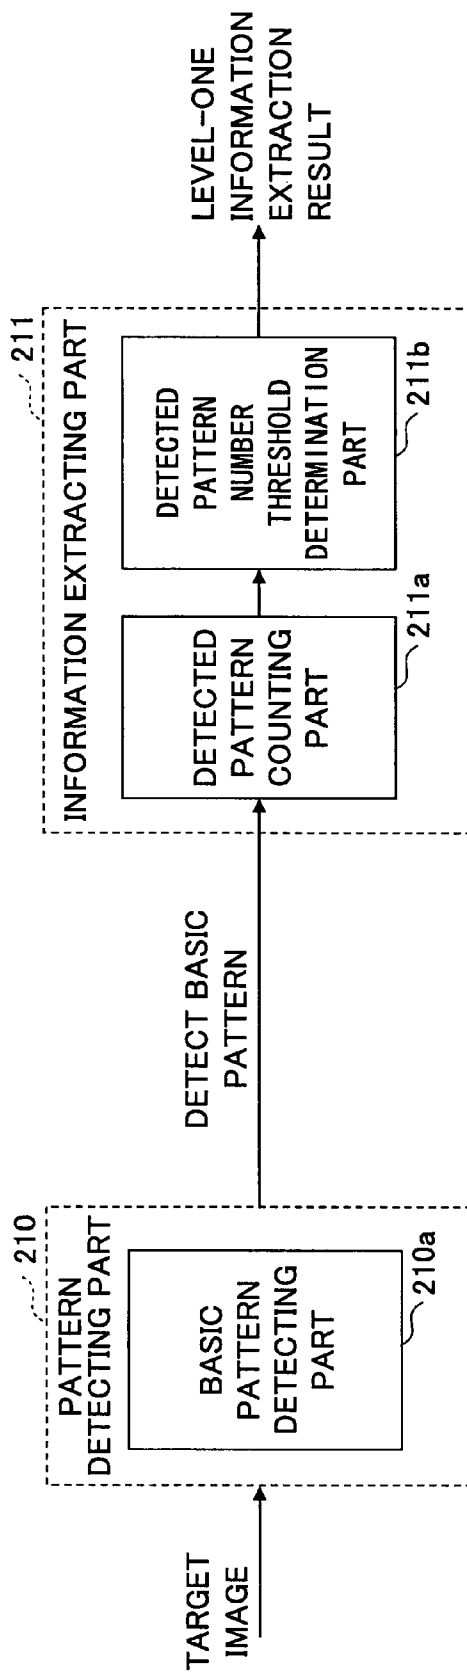 TARGET
IMAGE
210
PATTERN
DETECTING PART
BASIC
PATTERN
DETECTING
PART
210a
DETECT BASIC
PATTERN
211
INFORMATION EXTRACTING PART
DETECTED
PATTERN
COUNTING
PART
211a
DETECTED
PATTERN
NUMBER
THRESHOLD
DETERMINATION
PART
211b
LEVEL-ONE
INFORMATION
EXTRACTION
RESULT